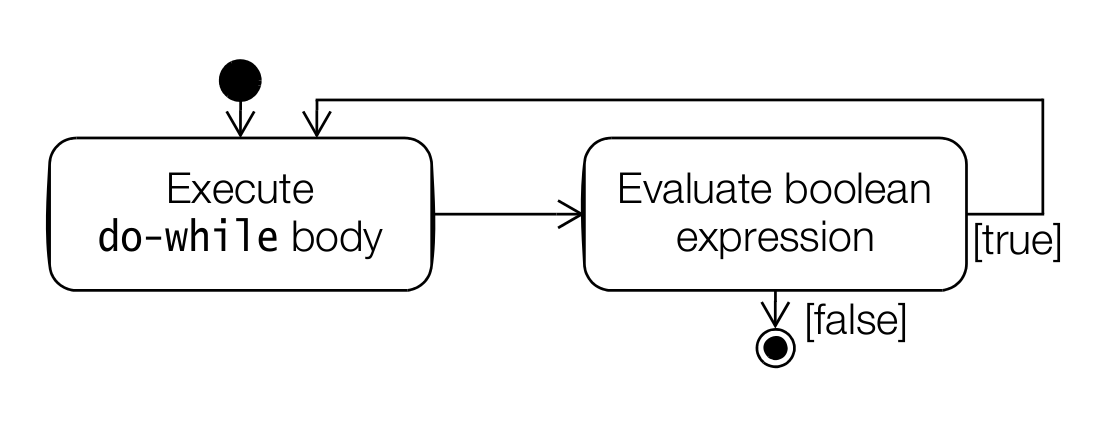 Execute
do-while body
Evaluate boolean
expression
[true]
[false]